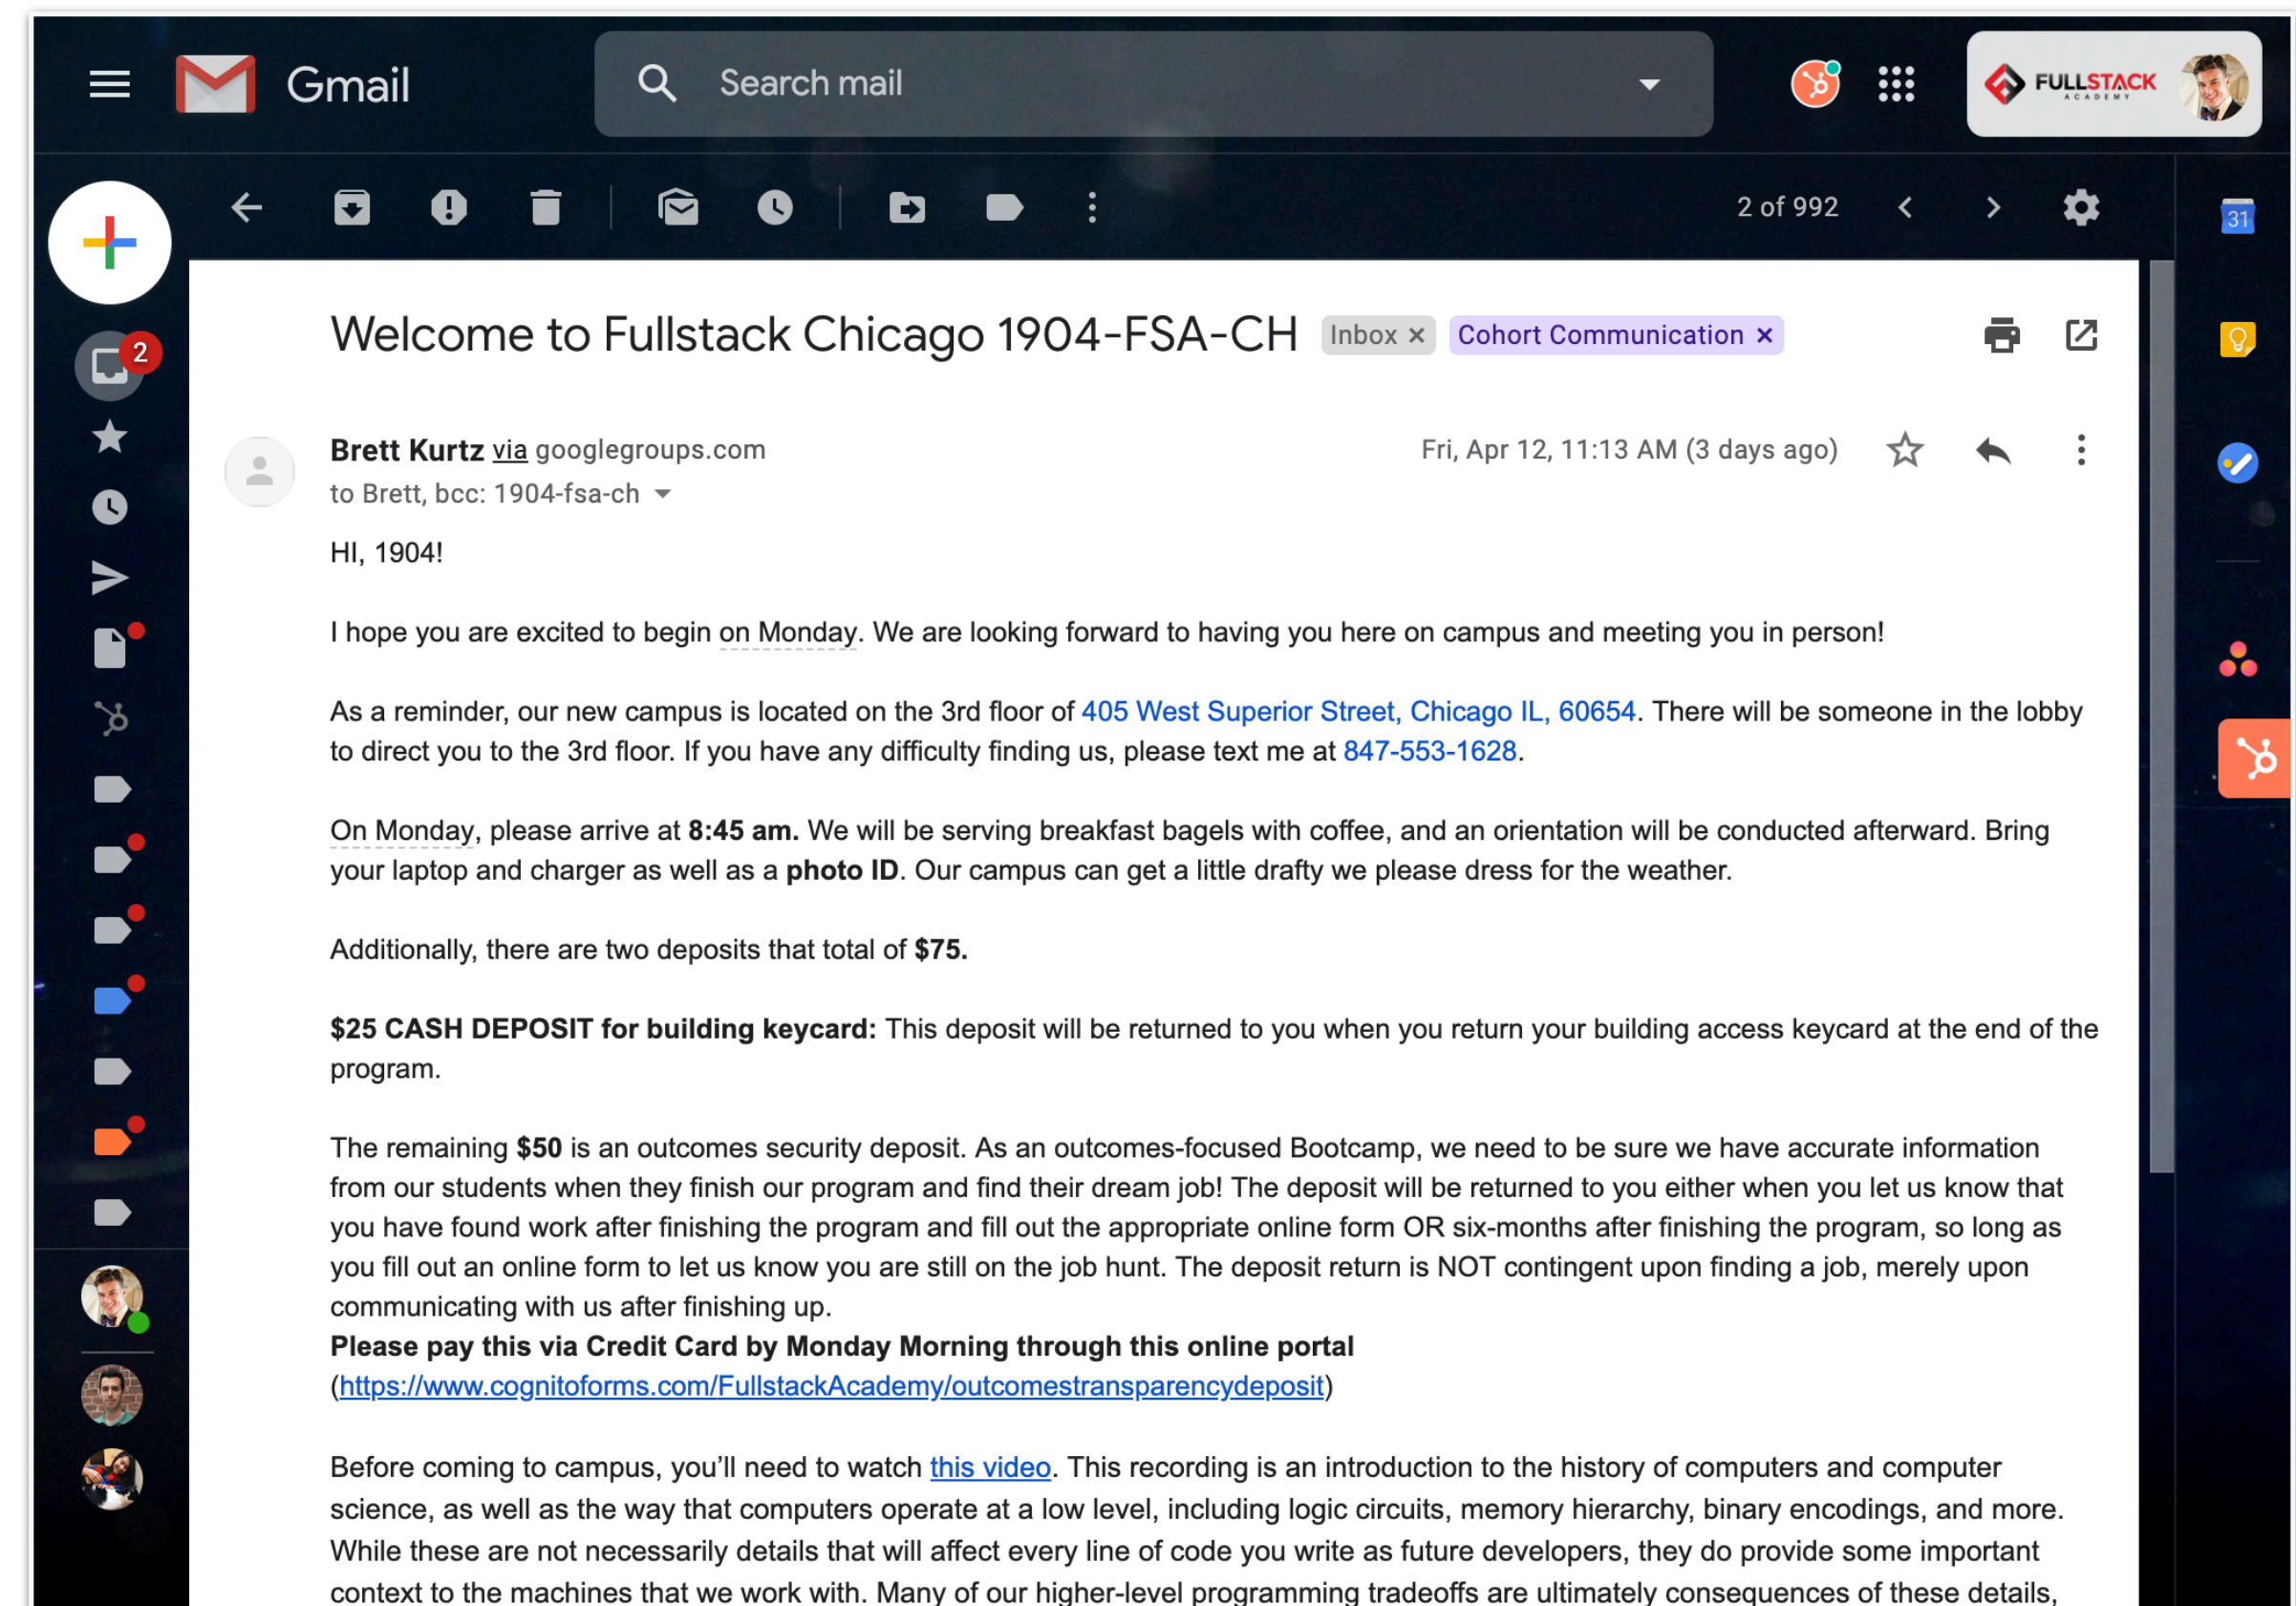 Gmail
Search mail
FULLSTACK
ACADEMY
2 of 992
31
2
Welcome to Fullstack Chicago 1904-FSA-CH Inbox × Cohort Communication ×
Brett Kurtz via googlegroups.com
Fri, Apr 12, 11:13 AM (3 days ago)
to Brett, bcc: 1904-fsa-ch
HI, 1904!
I hope you are excited to begin on Monday. We are looking forward to having you here on campus and meeting you in person!
As a reminder, our new campus is located on the 3rd floor of 405 West Superior Street, Chicago IL, 60654. There will be someone in the lobby
to direct you to the 3rd floor. If you have any difficulty finding us, please text me at 847-553-1628.
On Monday, please arrive at 8:45 am. We will be serving breakfast bagels with coffee, and an orientation will be conducted afterward. Bring
your laptop and charger as well as a photo ID. Our campus can get a little drafty we please dress for the weather.
Additionally, there are two deposits that total of $75.
$25 CASH DEPOSIT for building keycard: This deposit will be returned to you when you return your building access keycard at the end of the
program.
The remaining $50 is an outcomes security deposit. As an outcomes-focused Bootcamp, we need to be sure we have accurate information
from our students when they finish our program and find their dream job! The deposit will be returned to you either when you let us know that
you have found work after finishing the program and fill out the appropriate online form OR six-months after finishing the program, so long as
you fill out an online form to let us know you are still on the job hunt. The deposit return is NOT contingent upon finding a job, merely upon
communicating with us after finishing up.
Please pay this via Credit Card by Monday Morning through this online portal
(https://www.cognitoforms.com/FullstackAcademy/outcomestransparencydeposit)
Before coming to campus, you’ll need to watch this video. This recording is an introduction to the history of computers and computer
science, as well as the way that computers operate at a low level, including logic circuits, memory hierarchy, binary encodings, and more.
While these are not necessarily details that will affect every line of code you write as future developers, they do provide some important
context to the machines that we work with. Many of our higher-level programming tradeoffs are ultimately consequences of these details,